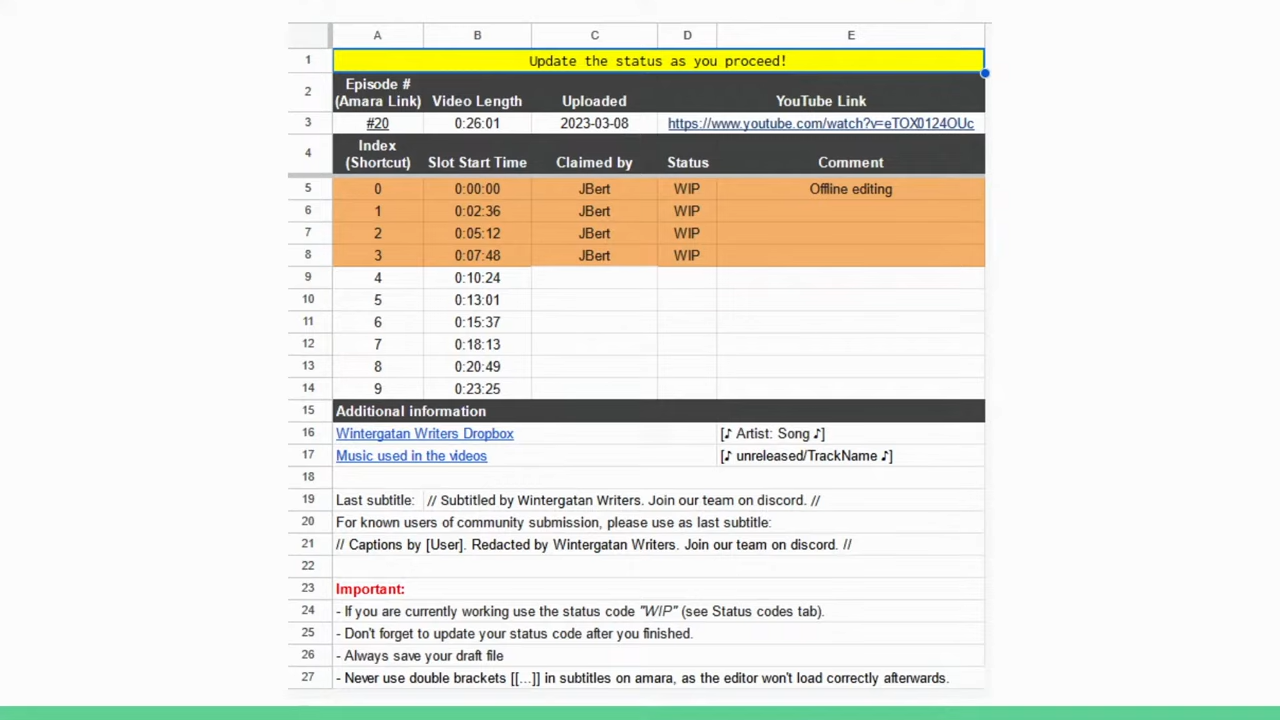 A B C D E
1 Update the status as you proceed!
2 Episode # (Amara Link) Video Length Uploaded YouTube Link
3 #20 0:26:01 2023-03-08 https://www.youtube.com/watch?v=eTOX0124OUc
4 Index (Shortcut) Slot Start Time Claimed by Status Comment
5 0 0:00:00 JBert WIP Offline editing
6 1 0:02:36 JBert WIP
7 2 0:05:12 JBert WIP
8 3 0:07:48 JBert WIP
9 4 0:10:24
10 5 0:13:01
11 6 0:15:37
12 7 0:18:13
13 8 0:20:49
14 9 0:23:25
15 Additional information
16 Wintergatan Writers Dropbox [♪ Artist: Song ♪]
17 Music used in the videos [♪ unreleased/TrackName ♪]
18
19 Last subtitle: // Subtitled by Wintergatan Writers. Join our team on discord. //
20 For known users of community submission, please use as last subtitle:
21 // Captions by [User]. Redacted by Wintergatan Writers. Join our team on discord. //
22
23 Important:
24 - If you are currently working use the status code "WIP" (see Status codes tab).
25 - Don't forget to update your status code after you finished.
26 - Always save your draft file
27 - Never use double brackets [[...]] in subtitles on amara, as the editor won't load correctly afterwards.